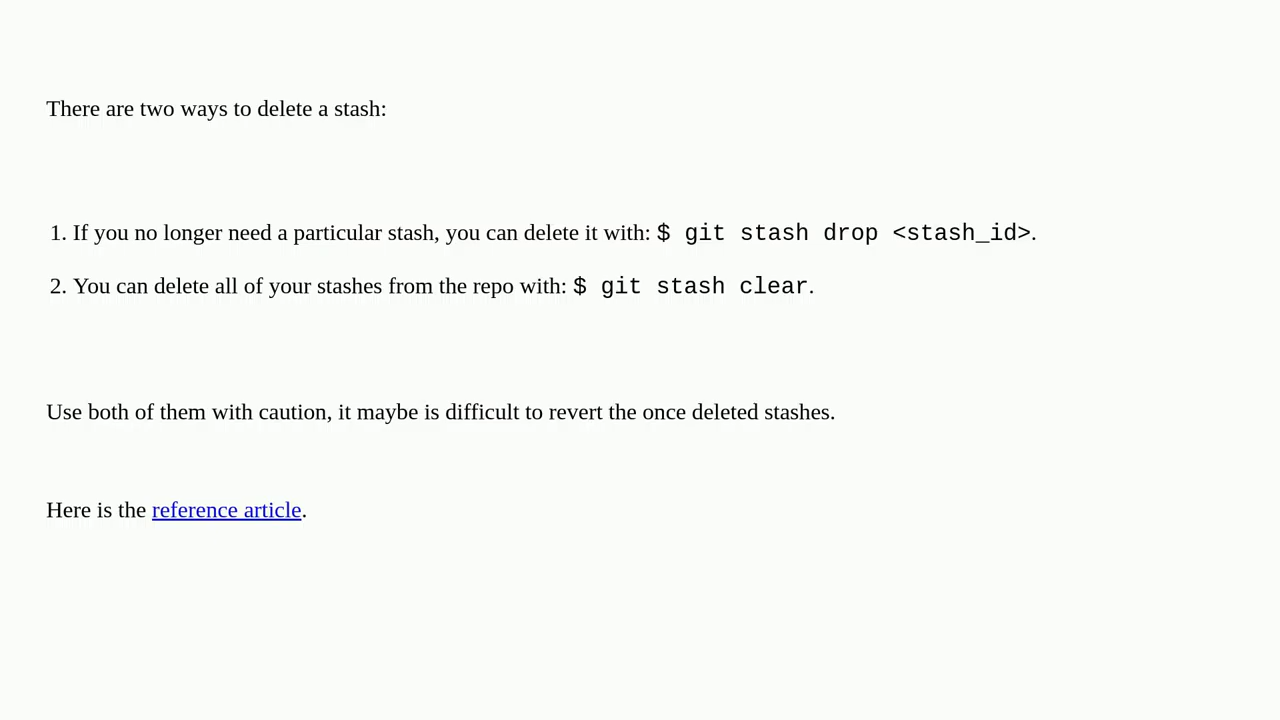 There are two ways to delete a stash:
1. If you no longer need a particular stash, you can delete it with: $ git stash drop <stash_id>.
2. You can delete all of your stashes from the repo with: $ git stash clear.
Use both of them with caution, it maybe is difficult to revert the once deleted stashes.
Here is the reference article.